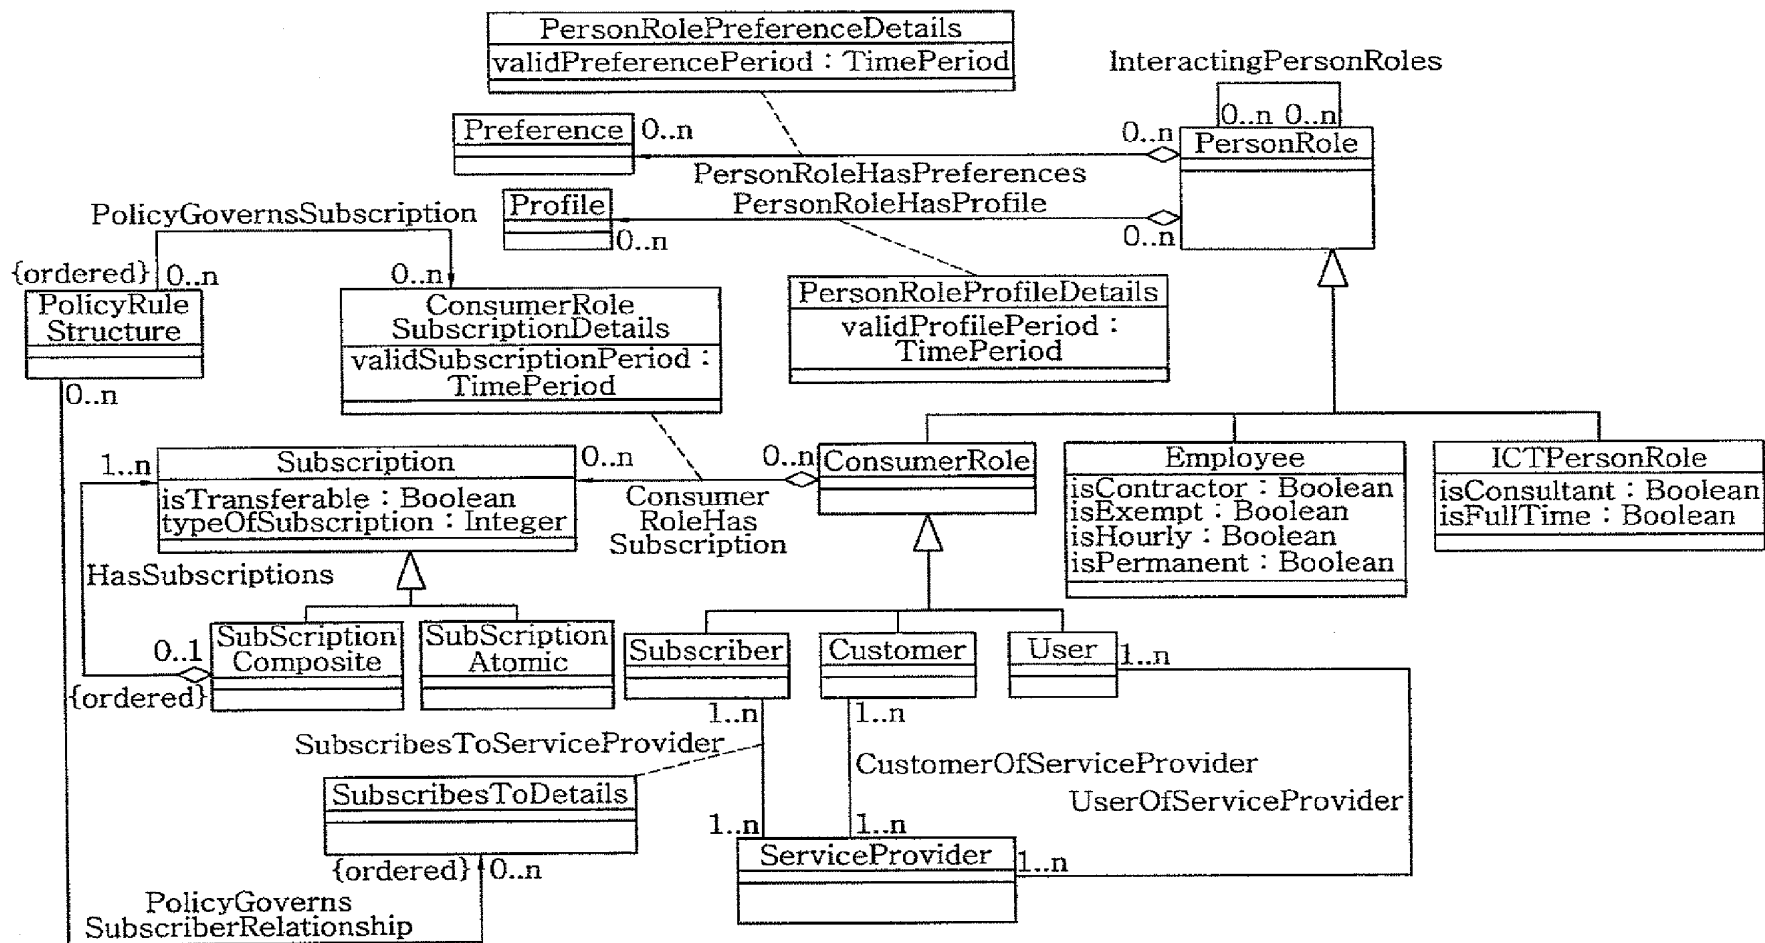 PersonRolePreferenceDetails
validPreferencePeriod : TimePeriod
InteractingPersonRoles
0..n 0..n
Preference
0..n
0..n
PersonRole
PersonRoleHasPreferences
Profile
PersonRoleHasProfile
0..n
0..n
PolicyGovernsSubscription
{ordered}
0..n
0..n
PolicyRule
Structure
0..n
ConsumerRole
SubscriptionDetails
validSubscriptionPeriod :
TimePeriod
PersonRoleProfileDetails
validProfilePeriod :
TimePeriod
1..n
Subscription
isTransferable : Boolean
typeOfSubscription : Integer
0..n
0..n
Consumer
RoleHas
Subscription
ConsumerRole
Employee
isContractor : Boolean
isExempt : Boolean
isHourly : Boolean
isPermanent : Boolean
ICTPersonRole
isConsultant : Boolean
isFullTime : Boolean
HasSubscriptions
0..1
{ordered}
SubScription
Composite
SubScription
Atomic
Subscriber
Customer
User
1..n
1..n
1..n
SubscribesToServiceProvider
CustomerOfServiceProvider
UserOfServiceProvider
SubscribesToDetails
1..n
1..n
{ordered}
0..n
ServiceProvider
1..n
PolicyGoverns
SubscriberRelationship